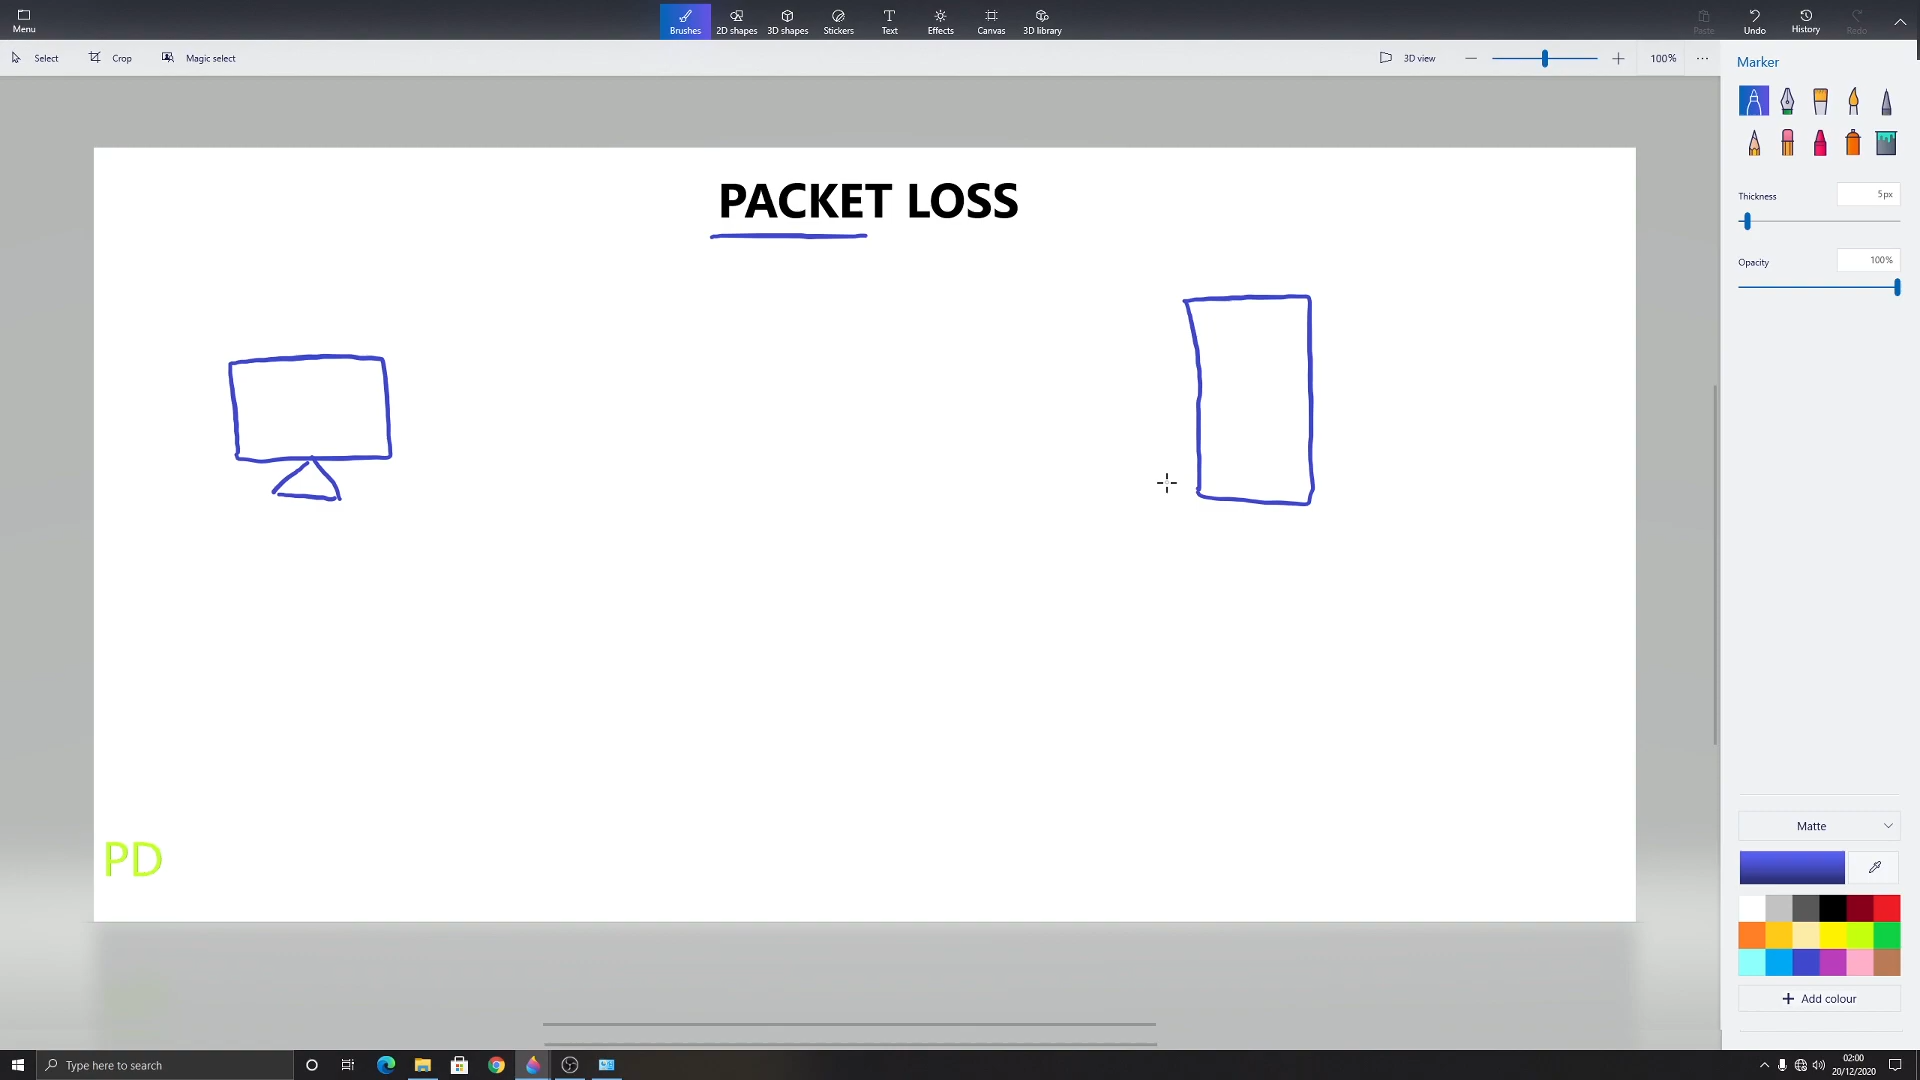 Menu
Brushes
2D shapes
3D shapes
Stickers
Text
Effects
Canvas
3D library
Paste
Undo
History
Redo
Select
Crop
Magic select
3D view
100%
Marker
Thickness
5px
Opacity
100%
PACKET LOSS
PD
Matte
Add colour
Type here to search
02:00
20/12/2020